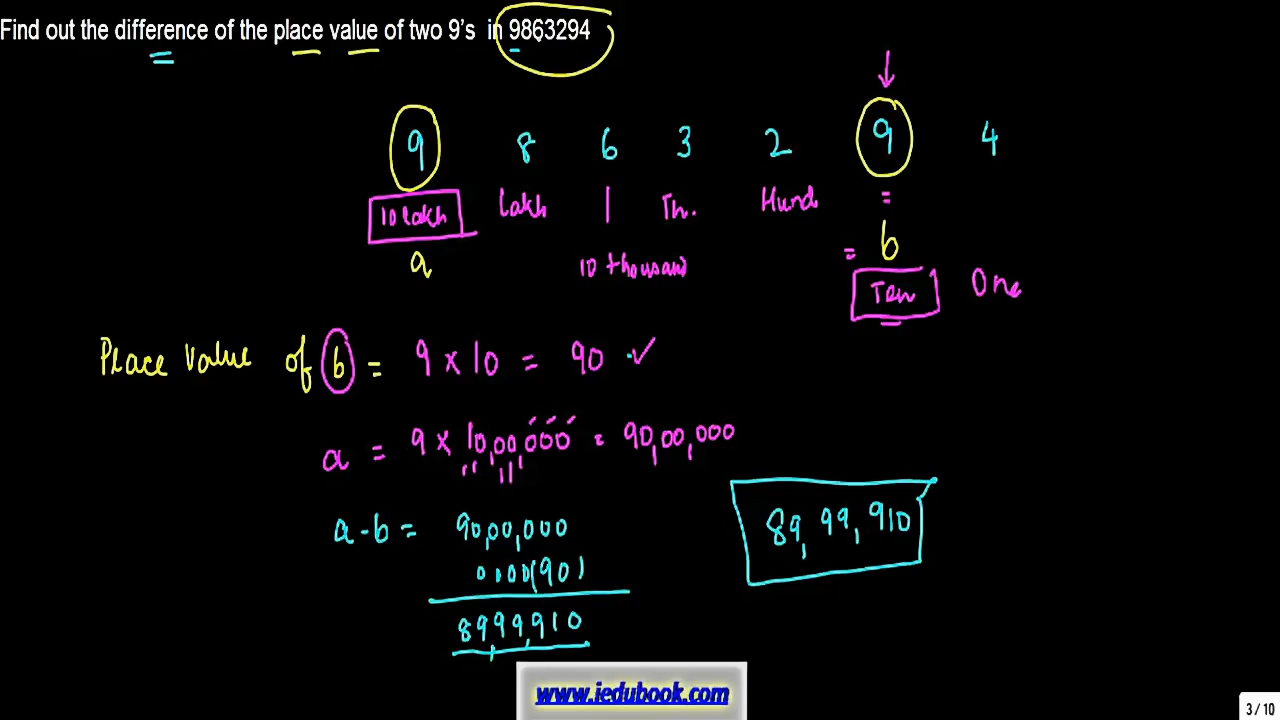 Find out the difference of the place value of two 9's in 9863294
9 8 6 3 2 9 4
10 lakh lakh | Th. Hund =
a 10 thousand = b
Ten One
Place Value of b = 9 × 10 = 90 ✓
a = 9 × 10,00,000 = 90,00,000
a - b = 90,00,000
0000(90)
8999,910
89,99,910
www.iedubook.com
3 / 10